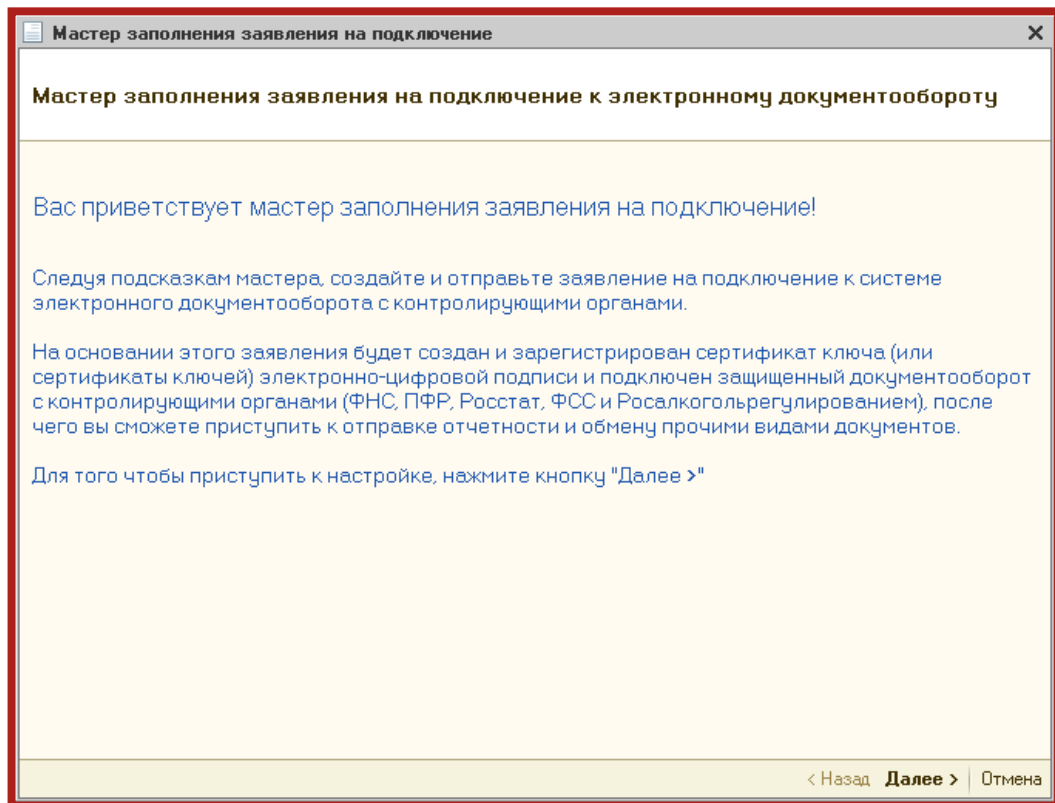 Мастер заполнения заявления на подключение
Мастер заполнения заявления на подключение к электронному документообороту
Вас приветствует мастер заполнения заявления на подключение!
Следуя подсказкам мастера, создайте и отправьте заявление на подключение к системе
электронного документооборота с контролирующими органами.
На основании этого заявления будет создан и зарегистрирован сертификат ключа (или
сертификаты ключей) электронно-цифровой подписи и подключен защищенный документооборот
с контролирующими органами (ФНС, ПФР, Росстат, ФСС и Росалкогольрегулированием), после
чего вы сможете приступить к отправке отчетности и обмену прочими видами документов.
Для того чтобы приступить к настройке, нажмите кнопку "Далее >"
< Назад Далее > Отмена